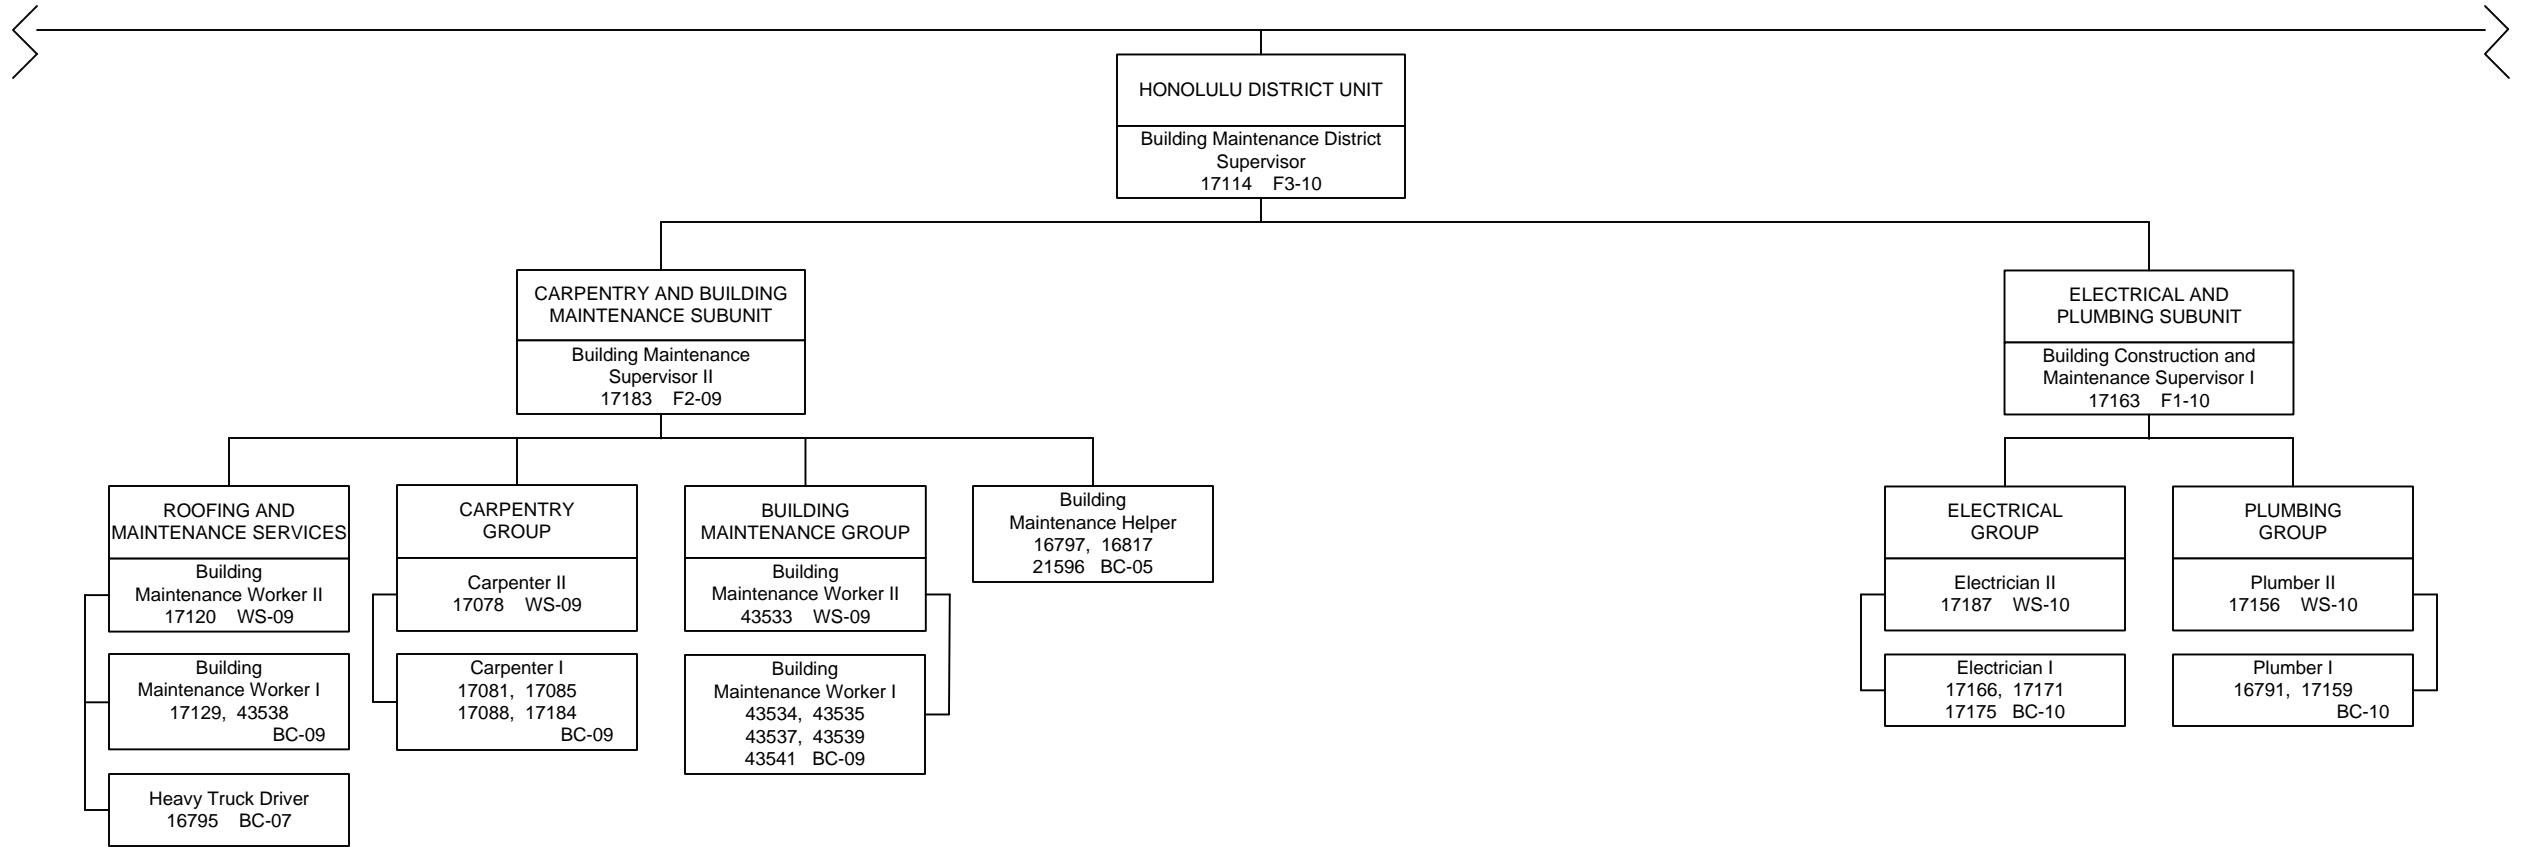 HONOLULU DISTRICT UNIT
Building Maintenance District
Supervisor
17114 F3-10
CARPENTRY AND BUILDING
MAINTENANCE SUBUNIT
Building Maintenance
Supervisor II
17183 F2-09
ELECTRICAL AND
PLUMBING SUBUNIT
Building Construction and
Maintenance Supervisor I
17163 F1-10
ROOFING AND
MAINTENANCE SERVICES
Building
Maintenance Worker II
17120 WS-09
Building
Maintenance Worker I
17129, 43538
BC-09
Heavy Truck Driver
16795 BC-07
CARPENTRY
GROUP
Carpenter II
17078 WS-09
Carpenter I
17081, 17085
17088, 17184
BC-09
BUILDING
MAINTENANCE GROUP
Building
Maintenance Worker II
43533 WS-09
Building
Maintenance Worker I
43534, 43535
43537, 43539
43541 BC-09
Building
Maintenance Helper
16797, 16817
21596 BC-05
ELECTRICAL
GROUP
Electrician II
17187 WS-10
Electrician I
17166, 17171
17175 BC-10
PLUMBING
GROUP
Plumber II
17156 WS-10
Plumber I
16791, 17159
BC-10